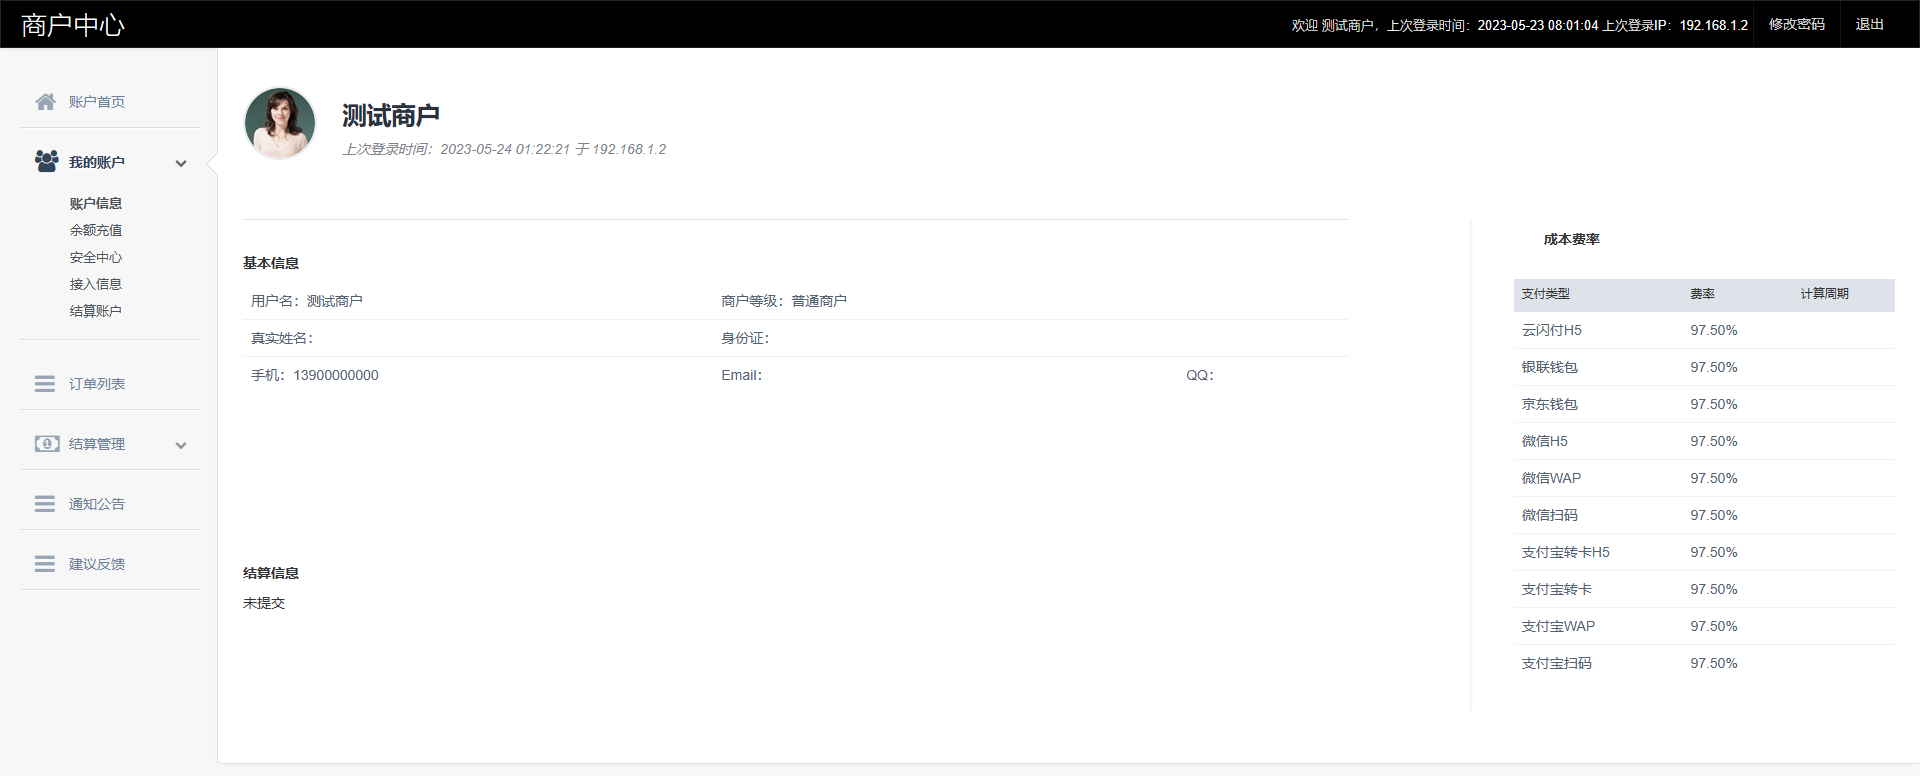 商户中心
欢迎 测试商户，上次登录时间：2023-05-23 08:01:04 上次登录IP：192.168.1.2 修改密码 退出
账户首页
我的账户
账户信息
余额充值
安全中心
接入信息
结算账户
订单列表
结算管理
通知公告
建议反馈
测试商户
上次登录时间：2023-05-24 01:22:21 于 192.168.1.2
基本信息
用户名：测试商户 商户等级：普通商户
真实姓名： 身份证：
手机：13900000000 Email： QQ：
结算信息
未提交
成本费率
支付类型 费率 计算周期
云闪付H5 97.50%
银联钱包 97.50%
京东钱包 97.50%
微信H5 97.50%
微信WAP 97.50%
微信扫码 97.50%
支付宝转卡H5 97.50%
支付宝转卡 97.50%
支付宝WAP 97.50%
支付宝扫码 97.50%